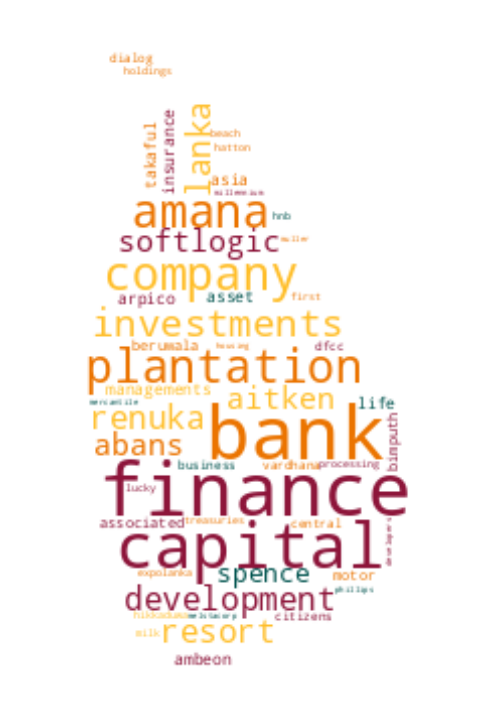 dialog
holdings
takaful
insurance
lanka
beach
hatton
asia
millennium
amana
hnb
softlogic
muller
company
arpico
asset
first
investments
beruwala
housing
dfcc
plantation
managements
aitken
mercantile
life
renuka
bank
bimputh
abans
business
vardhana
processing
finance
lucky
associated
treasuries
central
developers
capital
expolanka
spence
motor
phillips
development
hikkaduwa
citizens
milk
resort
ambeon